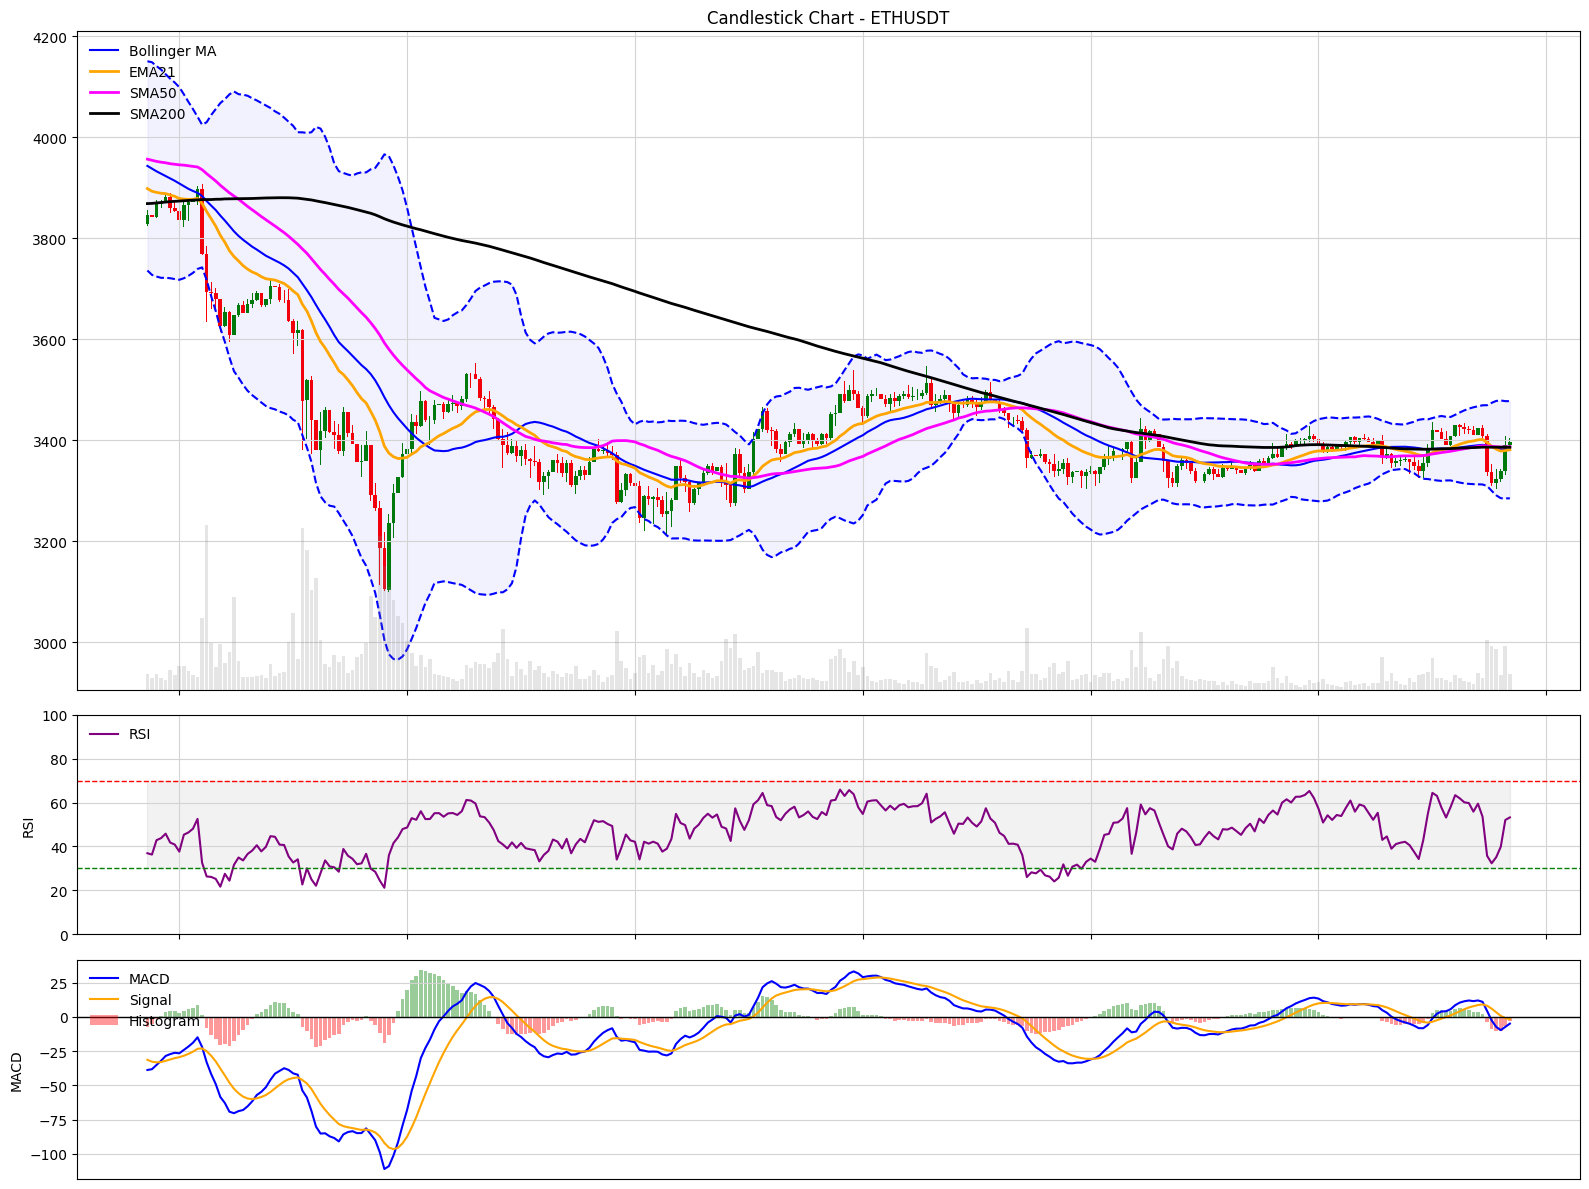 Candlestick Chart - ETHUSDT
4200
4000
3800
3600
3400
3200
3000
Bollinger MA
EMA21
SMA50
SMA200
100
80
60
40
20
0
RSI
RSI
25
0
−25
−50
−75
−100
MACD
MACD
Signal
Histogram